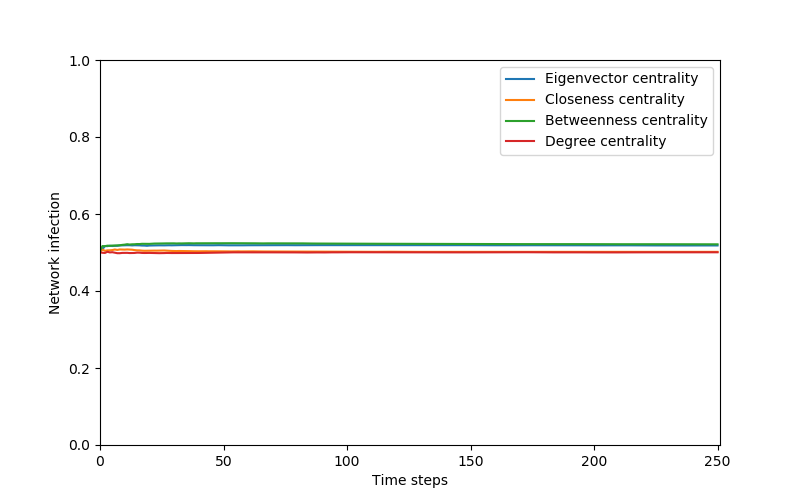 1.0
0.8
0.6
0.4
0.2
0.0
Network infection
0
50
100
150
200
250
Time steps
Eigenvector centrality
Closeness centrality
Betweenness centrality
Degree centrality